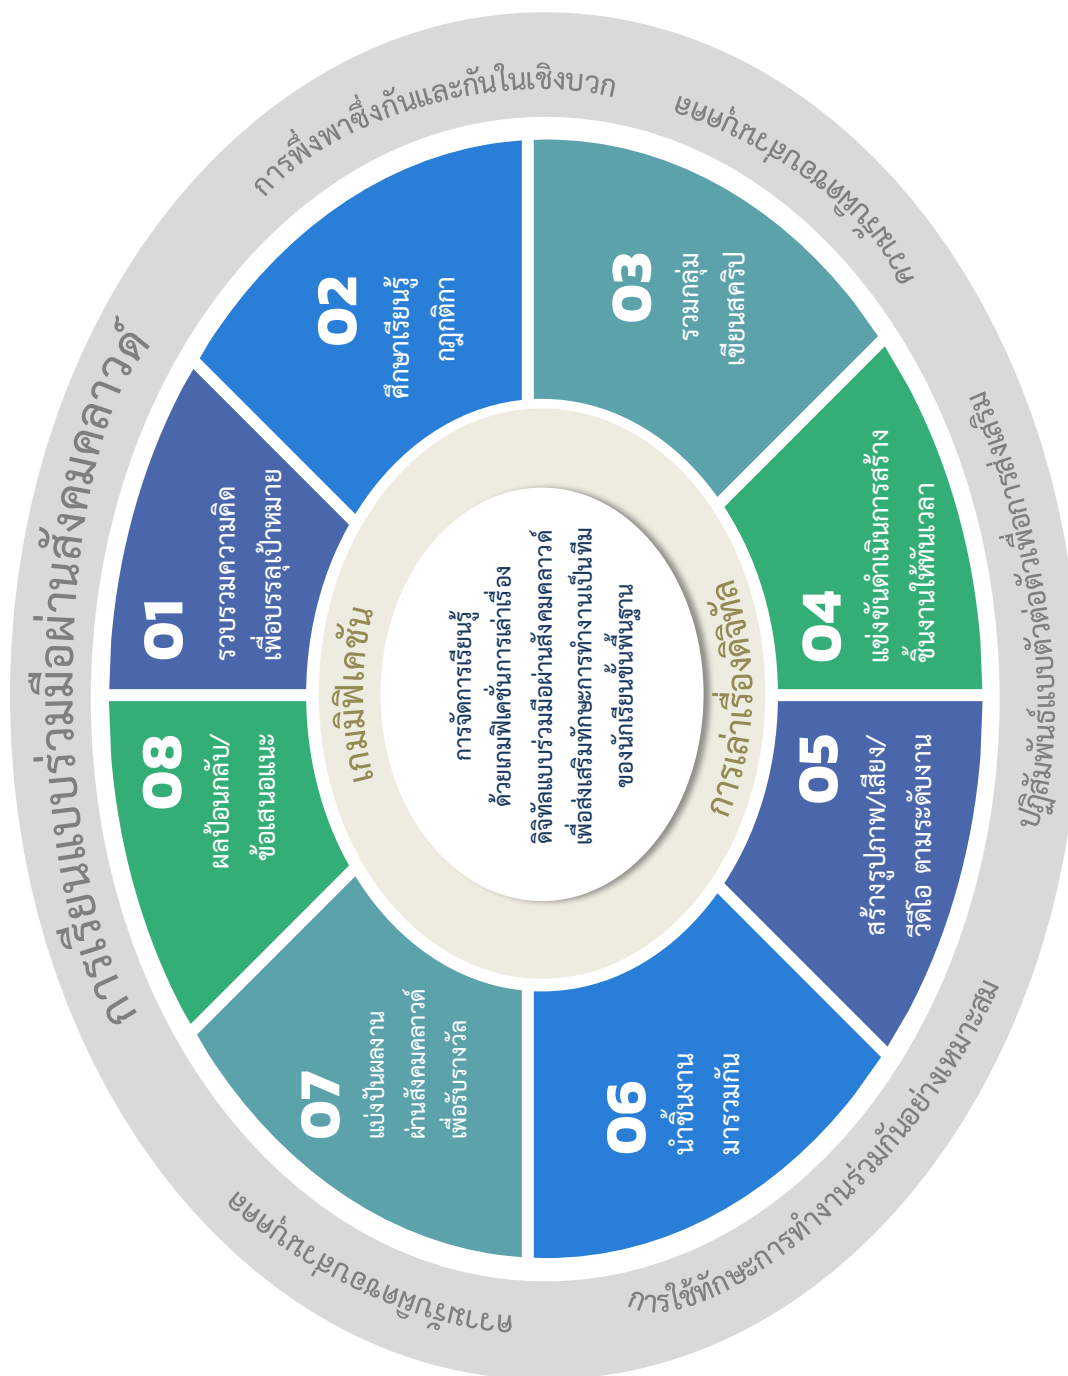 การเรียนแบบร่วมมือผ่านสังคมคลาวด์
การพึ่งพาซึ่งกันและกันในเชิงบวก
ความรับผิดชอบส่วนบุคคล
ปฏิสัมพันธ์แบบตัวต่อตัวเพื่อการส่งเสริม
การใช้ทักษะการทำงานร่วมกันอย่างเหมาะสม
ความรับผิดชอบส่วนบุคคล
01
รวบรวมความคิด
เพื่อบรรลุเป้าหมาย
02
ศึกษาเรียนรู้
กฎกติกา
03
รวมกลุ่ม
เขียนสคริป
04
แข่งขันดำเนินการสร้าง
ชิ้นงานให้ทันเวลา
05
สร้างรูปภาพ/เสียง/
วีดีโอ ตามระดับงาน
06
นำชิ้นงาน
มารวมกัน
07
แบ่งปันผลงาน
ผ่านสังคมคลาวด์
เพื่อรับรางวัล
08
ผลป้อนกลับ/
ข้อเสนอแนะ
เกมมิฟิเคชัน
การจัดการเรียนรู้
ด้วยเกมมิฟิเคชั่นการเล่าเรื่อง
ดิจิทัลแบบร่วมมือผ่านสังคมคลาวด์
เพื่อส่งเสริมทักษะการทำงานเป็นทีม
ของนักเรียนขั้นพื้นฐาน
การเล่าเรื่องดิจิทัล